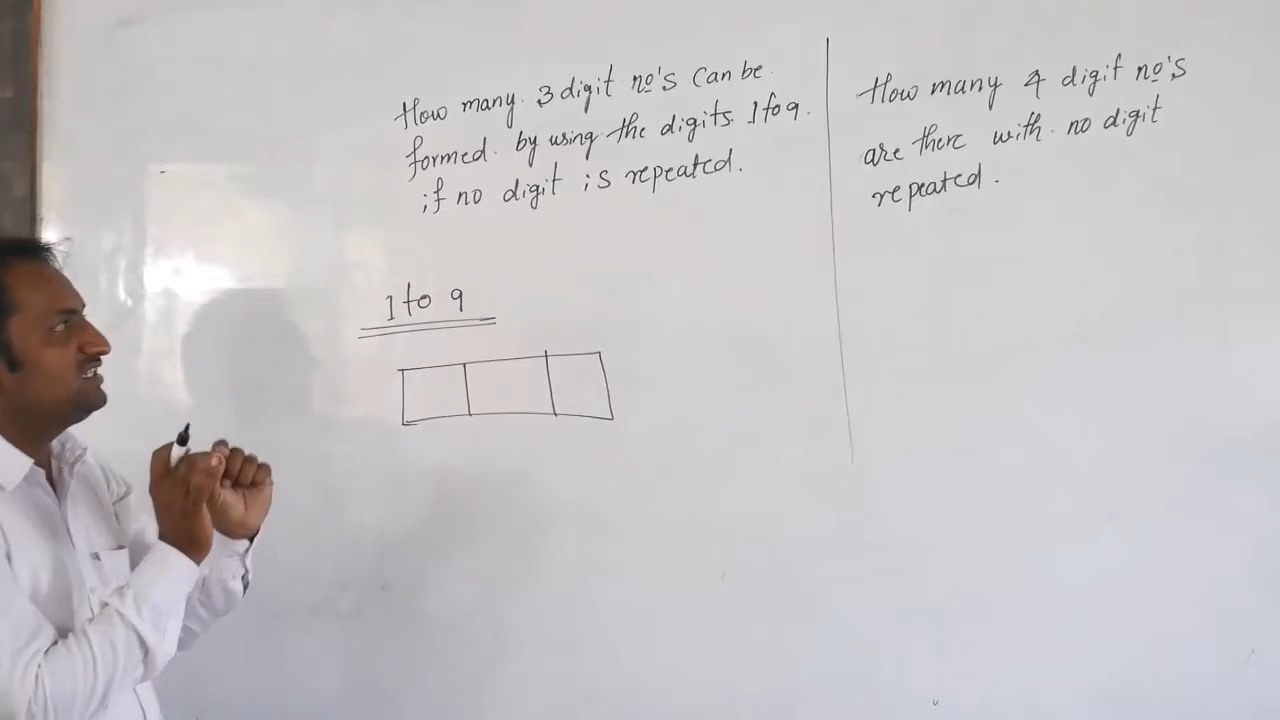 How many 3 digit no's can be
formed by using the digits 1 to 9.
if no digit is repeated.
1 to 9
How many 4 digit no's
are there with no digit
repeated.